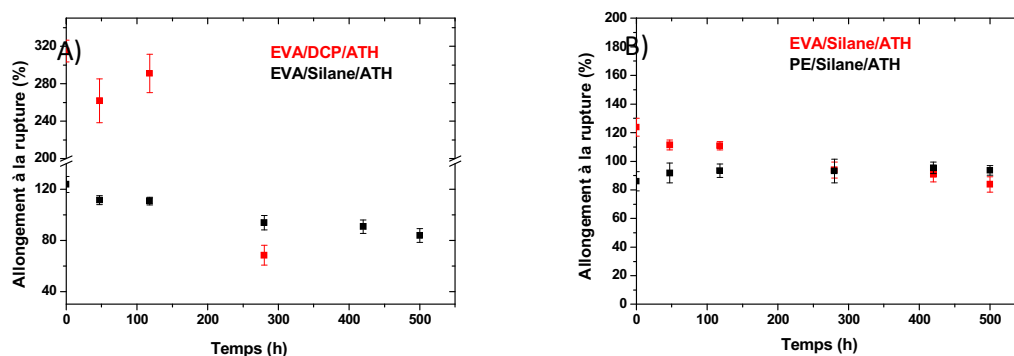 A)
EVA/DCP/ATH
EVA/Silane/ATH
Allongement à la rupture (%)
320
280
240
200
120
80
40
0 100 200 300 400 500
Temps (h)
B)
EVA/Silane/ATH
PE/Silane/ATH
Allongement à la rupture (%)
200
180
160
140
120
100
80
60
40
20
0
0 100 200 300 400 500
Temps (h)